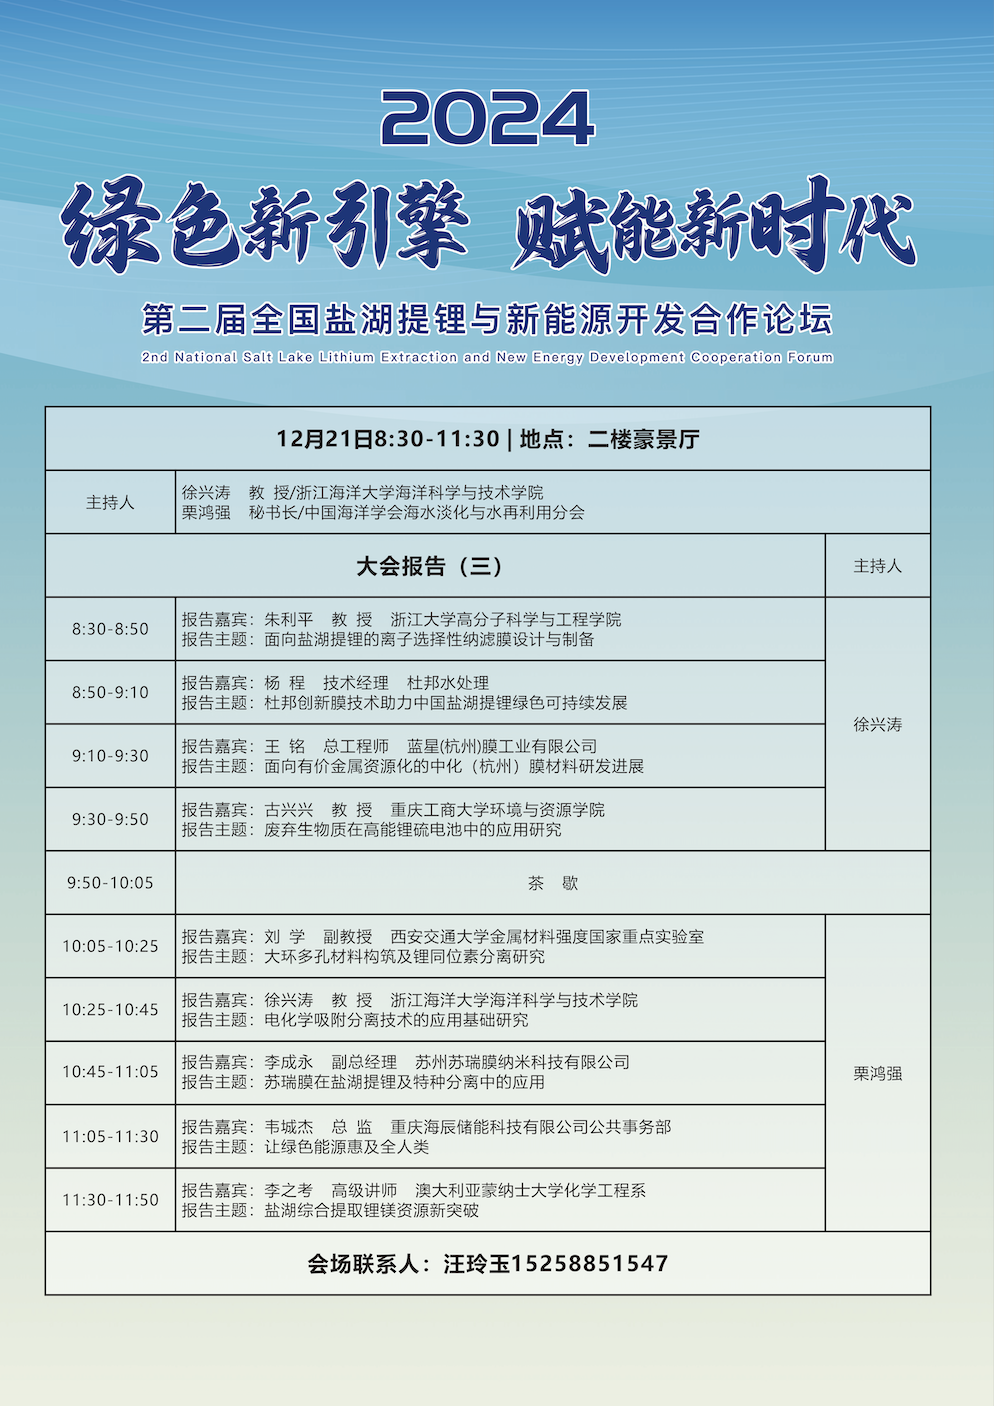 2024
绿色新引擎 赋能新时代
第二届全国盐湖提锂与新能源开发合作论坛
2nd National Salt Lake Lithium Extraction and New Energy Development Cooperation Forum
12月21日8:30-11:30 | 地点：二楼豪景厅
主持人
徐兴涛 教 授/浙江海洋大学海洋科学与技术学院
栗鸿强 秘书长/中国海洋学会海水淡化与水再利用分会
大会报告（三）
主持人
8:30-8:50
报告嘉宾：朱利平 教 授 浙江大学高分子科学与工程学院
报告主题：面向盐湖提锂的离子选择性纳滤膜设计与制备
8:50-9:10
报告嘉宾：杨 程 技术经理 杜邦水处理
报告主题：杜邦创新膜技术助力中国盐湖提锂绿色可持续发展
徐兴涛
9:10-9:30
报告嘉宾：王 铭 总工程师 蓝星(杭州)膜工业有限公司
报告主题：面向有价金属资源化的中化（杭州）膜材料研发进展
9:30-9:50
报告嘉宾：古兴兴 教 授 重庆工商大学环境与资源学院
报告主题：废弃生物质在高能锂硫电池中的应用研究
9:50-10:05
茶 歇
10:05-10:25
报告嘉宾：刘 学 副教授 西安交通大学金属材料强度国家重点实验室
报告主题：大环多孔材料构筑及锂同位素分离研究
10:25-10:45
报告嘉宾：徐兴涛 教 授 浙江海洋大学海洋科学与技术学院
报告主题：电化学吸附分离技术的应用基础研究
10:45-11:05
报告嘉宾：李成永 副总经理 苏州苏瑞膜纳米科技有限公司
报告主题：苏瑞膜在盐湖提锂及特种分离中的应用
栗鸿强
11:05-11:30
报告嘉宾：韦城杰 总 监 重庆海辰储能科技有限公司公共事务部
报告主题：让绿色能源惠及全人类
11:30-11:50
报告嘉宾：李之考 高级讲师 澳大利亚蒙纳士大学化学工程系
报告主题：盐湖综合提取锂镁资源新突破
会场联系人：汪玲玉15258851547